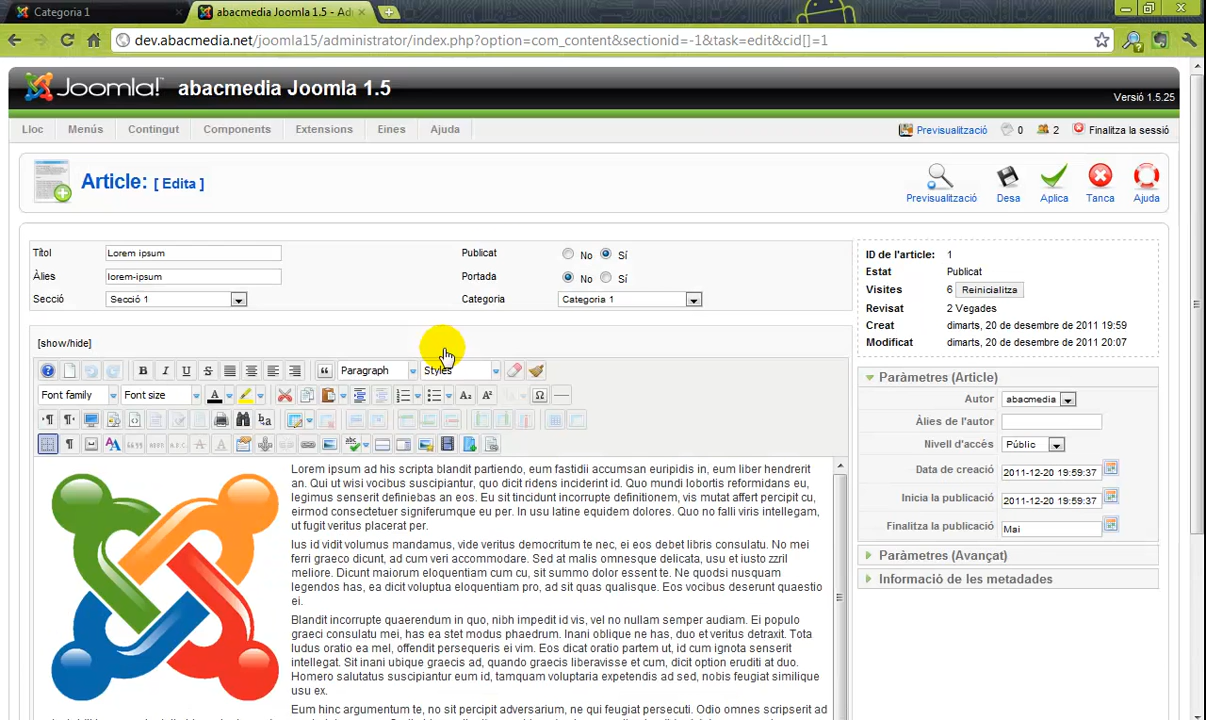 Categoria 1
abacmedia Joomla 1.5 - Ad
dev.abacmedia.net/joomla15/administrator/index.php?option=com_content&sectionid=-1&task=edit&cid[]=1
Joomla! abacmedia Joomla 1.5
Versió 1.5.25
Lloc Menús Contingut Components Extensions Eines Ajuda
Previsualització 0 2 Finalitza la sessió
Article: [ Edita ]
Previsualització Desa Aplica Tanca Ajuda
Títol Lorem ipsum Publicat No Sí
Àlies lorem-ipsum Portada No Sí
Secció Secció 1 Categoria Categoria 1
ID de l'article: 1
Estat Publicat
Visites 6 Reinicialitza
Revisat 2 Vegades
Creat dimarts, 20 de desembre de 2011 19:59
Modificat dimarts, 20 de desembre de 2011 20:07
[show/hide]
Paragraph Styles
Font family Font size
Paràmetres (Article)
Autor abacmedia
Àlies de l'autor
Nivell d'accés Públic
Data de creació 2011-12-20 19:59:37
Inicia la publicació 2011-12-20 19:59:37
Finalitza la publicació Mai
Paràmetres (Avançat)
Informació de les metadades
Lorem ipsum ad his scripta blandit partiendo, eum fastidii accumsan euripidis in, eum liber hendrerit
an. Qui ut wisi vocibus suscipiantur, quo dicit ridens inciderint id. Quo mundi lobortis reformidans eu,
legimus senserit definiebas an eos. Eu sit tincidunt incorrupte definitionem, vis mutat affert percipit cu,
eirmod consectetuer signiferumque eu per. In usu latine equidem dolores. Quo no falli viris intellegam,
ut fugit veritus placerat per.
Ius id vidit volumus mandamus, vide veritus democritum te nec, ei eos debet libris consulatu. No mei
ferri graeco dicunt, ad cum veri accommodare. Sed at malis omnesque delicata, usu et iusto zzril
meliore. Dicunt maiorum eloquentiam cum cu, sit summo dolor essent te. Ne quodsi nusquam
legendos has, ea dicit voluptua eloquentiam pro, ad sit quas qualisque. Eos vocibus deserunt quaestio
ei.
Blandit incorrupte quaerendum in quo, nibh impedit id vis, vel no nullam semper audiam. Ei populo
graeci consulatu mei, has ea stet modus phaedrum. Inani oblique ne has, duo et veritus detraxit. Tota
ludus oratio ea mel, offendit persequeris ei vim. Eos dicat oratio partem ut, id cum ignota senserit
intellegat. Sit inani ubique graecis ad, quando graecis liberavisse et cum, dicit option eruditi at duo.
Homero salutatus suscipiantur eum id, tamquam voluptaria expetendis ad sed, nobis feugiat similique
usu ex.
Eum hinc argumentum te, no sit percipit adversarium, ne qui feugiat persecuti. Odio omnes scripserit ad